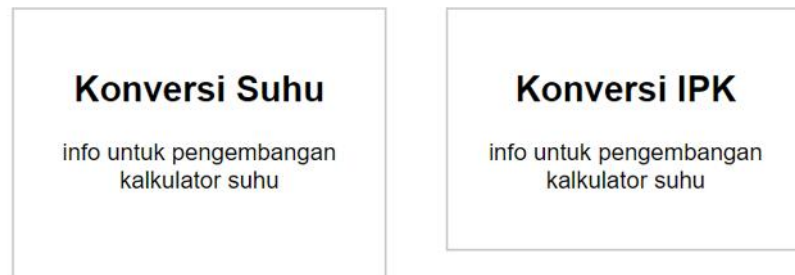 Konversi Suhu
info untuk pengembangan
kalkulator suhu
Konversi IPK
info untuk pengembangan
kalkulator suhu